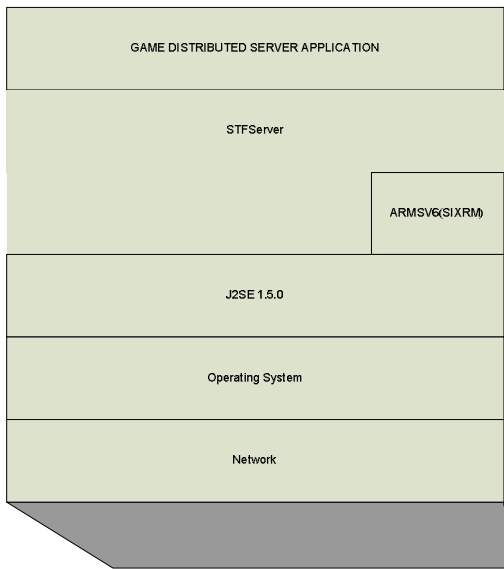 GAME DISTRIBUTED SERVER APPLICATION
STFServer
ARMSV6(SIXRM)
J2SE 1.5.0
Operating System
Network